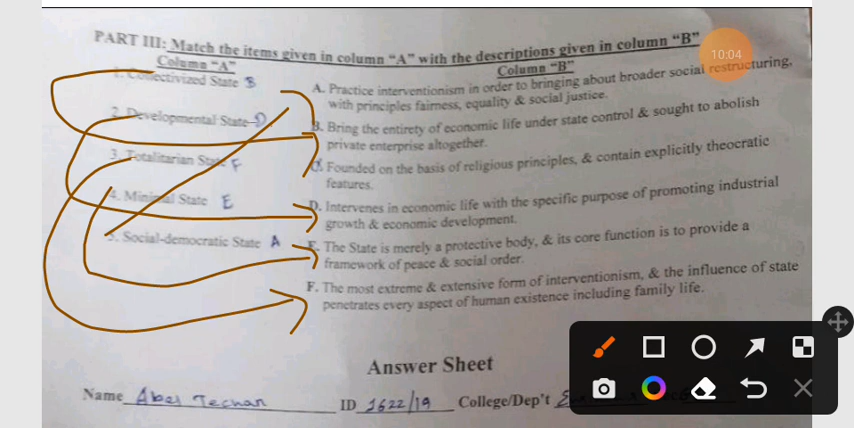 PART III: Match the items given in column “A” with the descriptions given in column “B”
Column “A”
Column “B”
10:04
1. Collectivized State B
A. Practice interventionism in order to bringing about broader social restructuring,
with principles fairness, equality & social justice.
2. Developmental State D
B. Bring the entirety of economic life under state control & sought to abolish
private enterprise altogether.
3. Totalitarian State F
C. Founded on the basis of religious principles, & contain explicitly theocratic
features.
4. Minimal State E
D. Intervenes in economic life with the specific purpose of promoting industrial
growth & economic development.
5. Social-democratic State A
E. The State is merely a protective body, & its core function is to provide a
framework of peace & social order.
F. The most extreme & extensive form of interventionism, & the influence of state
penetrates every aspect of human existence including family life.
Answer Sheet
Name Abel Techan ID 1622/19 College/Dep't